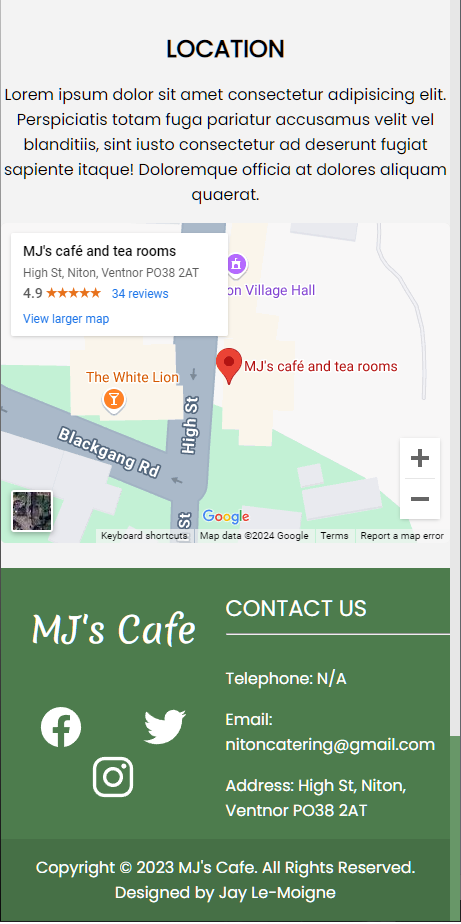 LOCATION
Lorem ipsum dolor sit amet consectetur adipisicing elit.
Perspiciatis totam fuga pariatur accusamus velit vel
blanditiis, sint iusto consectetur ad deserunt fugiat
sapiente itaque! Doloremque officia at dolores aliquam
quaerat.
MJ's café and tea rooms
High St, Niton, Ventnor PO38 2AT
4.9 ★★★★★ 34 reviews
View larger map
on Village Hall
MJ's café and tea rooms
The White Lion
High St
Blackgang Rd
St
Google
Keyboard shortcuts Map data ©2024 Google Terms Report a map error
MJ's Cafe
CONTACT US
Telephone: N/A
Email:
nitoncatering@gmail.com
Address: High St, Niton,
Ventnor PO38 2AT
Copyright © 2023 MJ's Cafe. All Rights Reserved.
Designed by Jay Le-Moigne